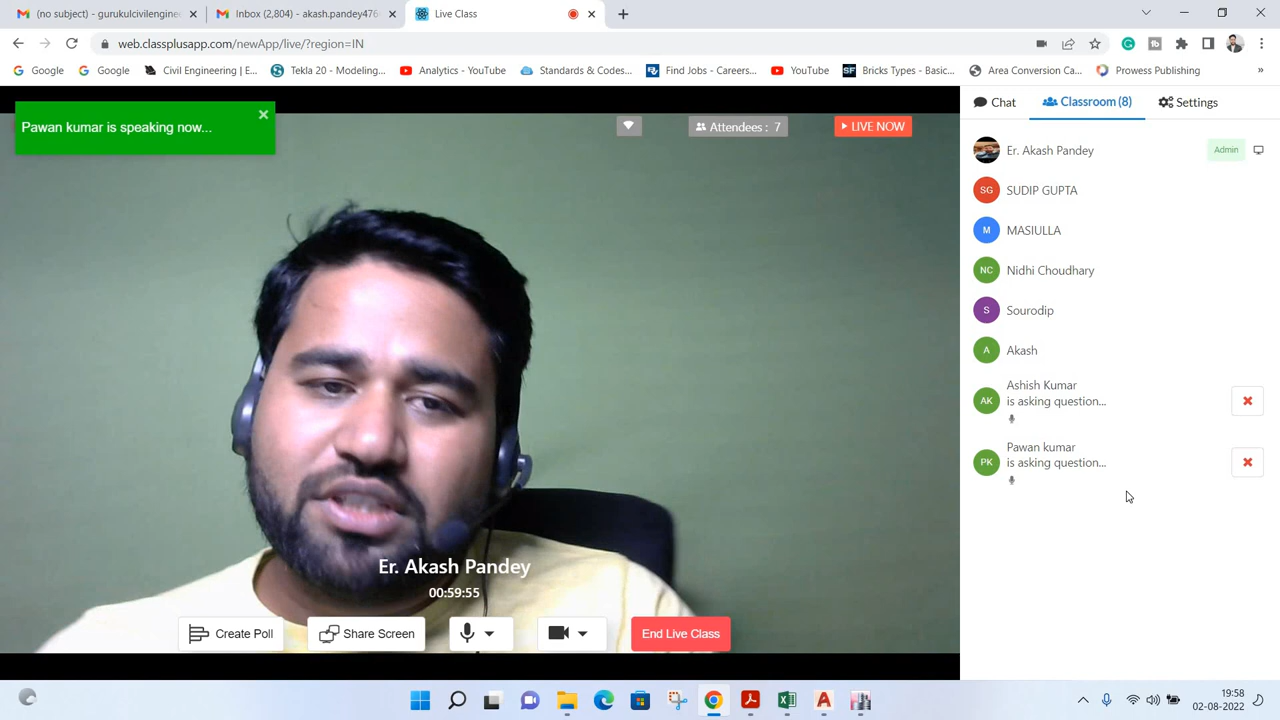 (no subject) - gurukulcivilengine
Inbox (2,804) - akash.pandey476
Live Class
web.classplusapp.com/newApp/live/?region=IN
Google
Google
Civil Engineering | E...
Tekla 20 - Modeling...
Analytics - YouTube
Standards & Codes...
Find Jobs - Careers...
YouTube
Bricks Types - Basic...
Area Conversion Ca...
Prowess Publishing
»
Pawan kumar is speaking now...
Attendees : 7
LIVE NOW
Er. Akash Pandey
00:59:55
Create Poll
Share Screen
End Live Class
Chat
Classroom (8)
Settings
Er. Akash Pandey
Admin
SG
SUDIP GUPTA
M
MASIULLA
NC
Nidhi Choudhary
S
Sourodip
A
Akash
AK
Ashish Kumar
is asking question...
PK
Pawan kumar
is asking question...
19:58
02-08-2022